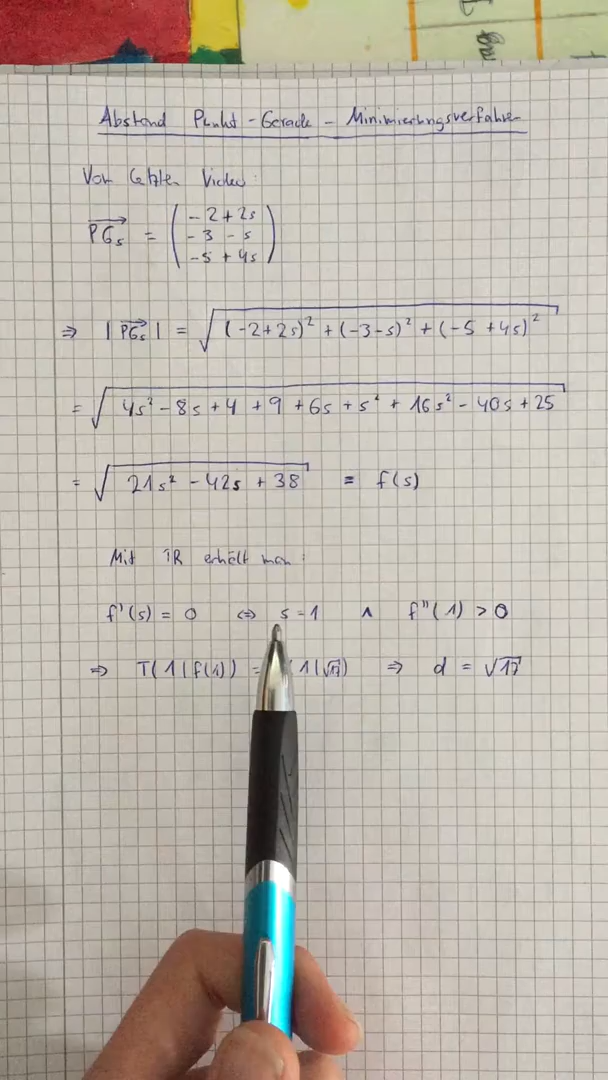 Abstand Punkt-Gerade - Minimierungsverfahren
Vom letzten Video:
PGₛ = (-2+2s
-3 - s
-5 + 4s)
⇒ |PGₛ| = √((-2+2s)² + (-3-s)² + (-5+4s)²)
= √(4s² - 8s + 4 + 9 + 6s + s² + 16s² - 40s + 25)
= √(21s² - 42s + 38) = f(s)
Mit TR erhält man:
f'(s) = 0 ⇔ s = 1 ∧ f"(1) > 0
⇒ T(1|f(1)) = (1|√17) ⇒ d = √17